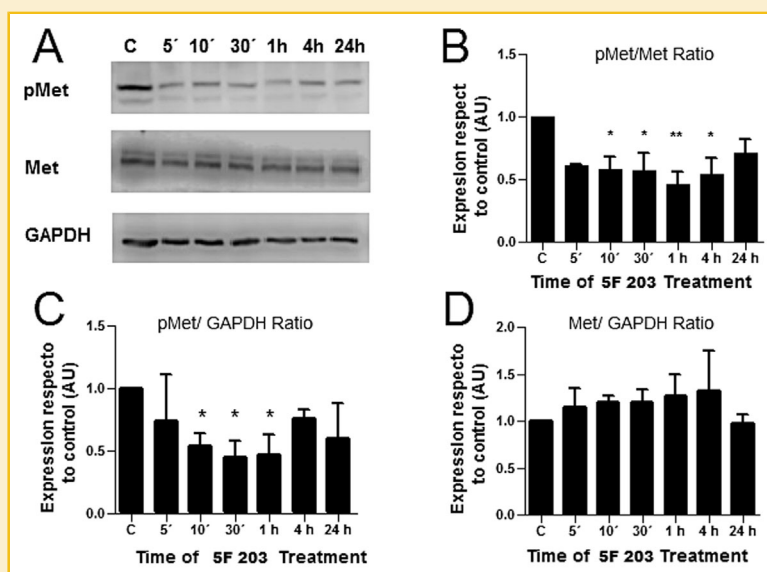 A
C 5´ 10´ 30´ 1h 4h 24h
pMet
Met
GAPDH
B
pMet/Met Ratio
Expresion respect
to control (AU)
1.5
1.0
0.5
0.0
* * ** *
C 5´ 10´ 30´ 1 h 4 h 24 h
Time of 5F 203 Treatment
C
pMet/ GAPDH Ratio
Expression respecto
to control (AU)
1.5
1.0
0.5
0.0
* * *
C 5´ 10´ 30´ 1 h 4 h 24 h
Time of 5F 203 Treatment
D
Met/ GAPDH Ratio
Expression respect
to control (AU)
2.0
1.5
1.0
0.5
0.0
C 5´ 10´ 30´ 1 h 4 h 24 h
Time of 5F 203 Treatment